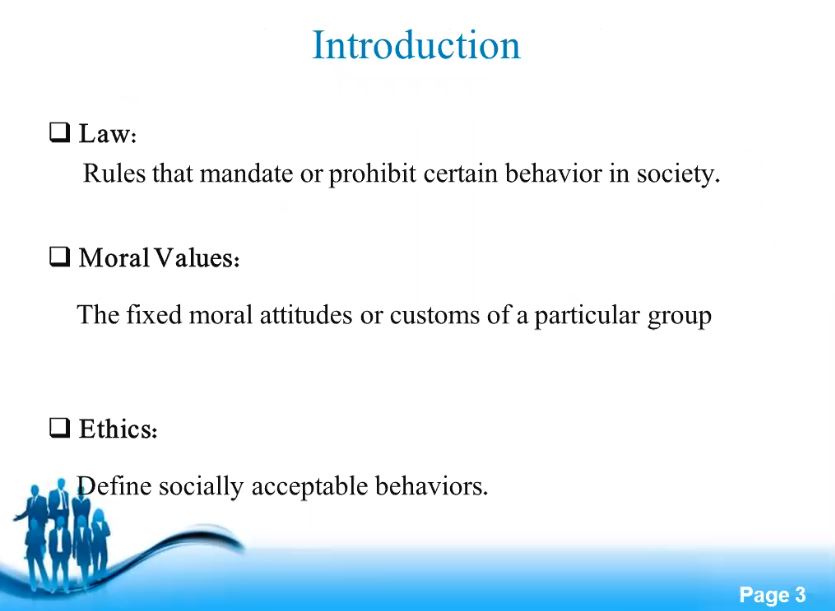 Introduction
❑ Law:
Rules that mandate or prohibit certain behavior in society.
❑ Moral Values:
The fixed moral attitudes or customs of a particular group
❑ Ethics:
Define socially acceptable behaviors.
Page 3